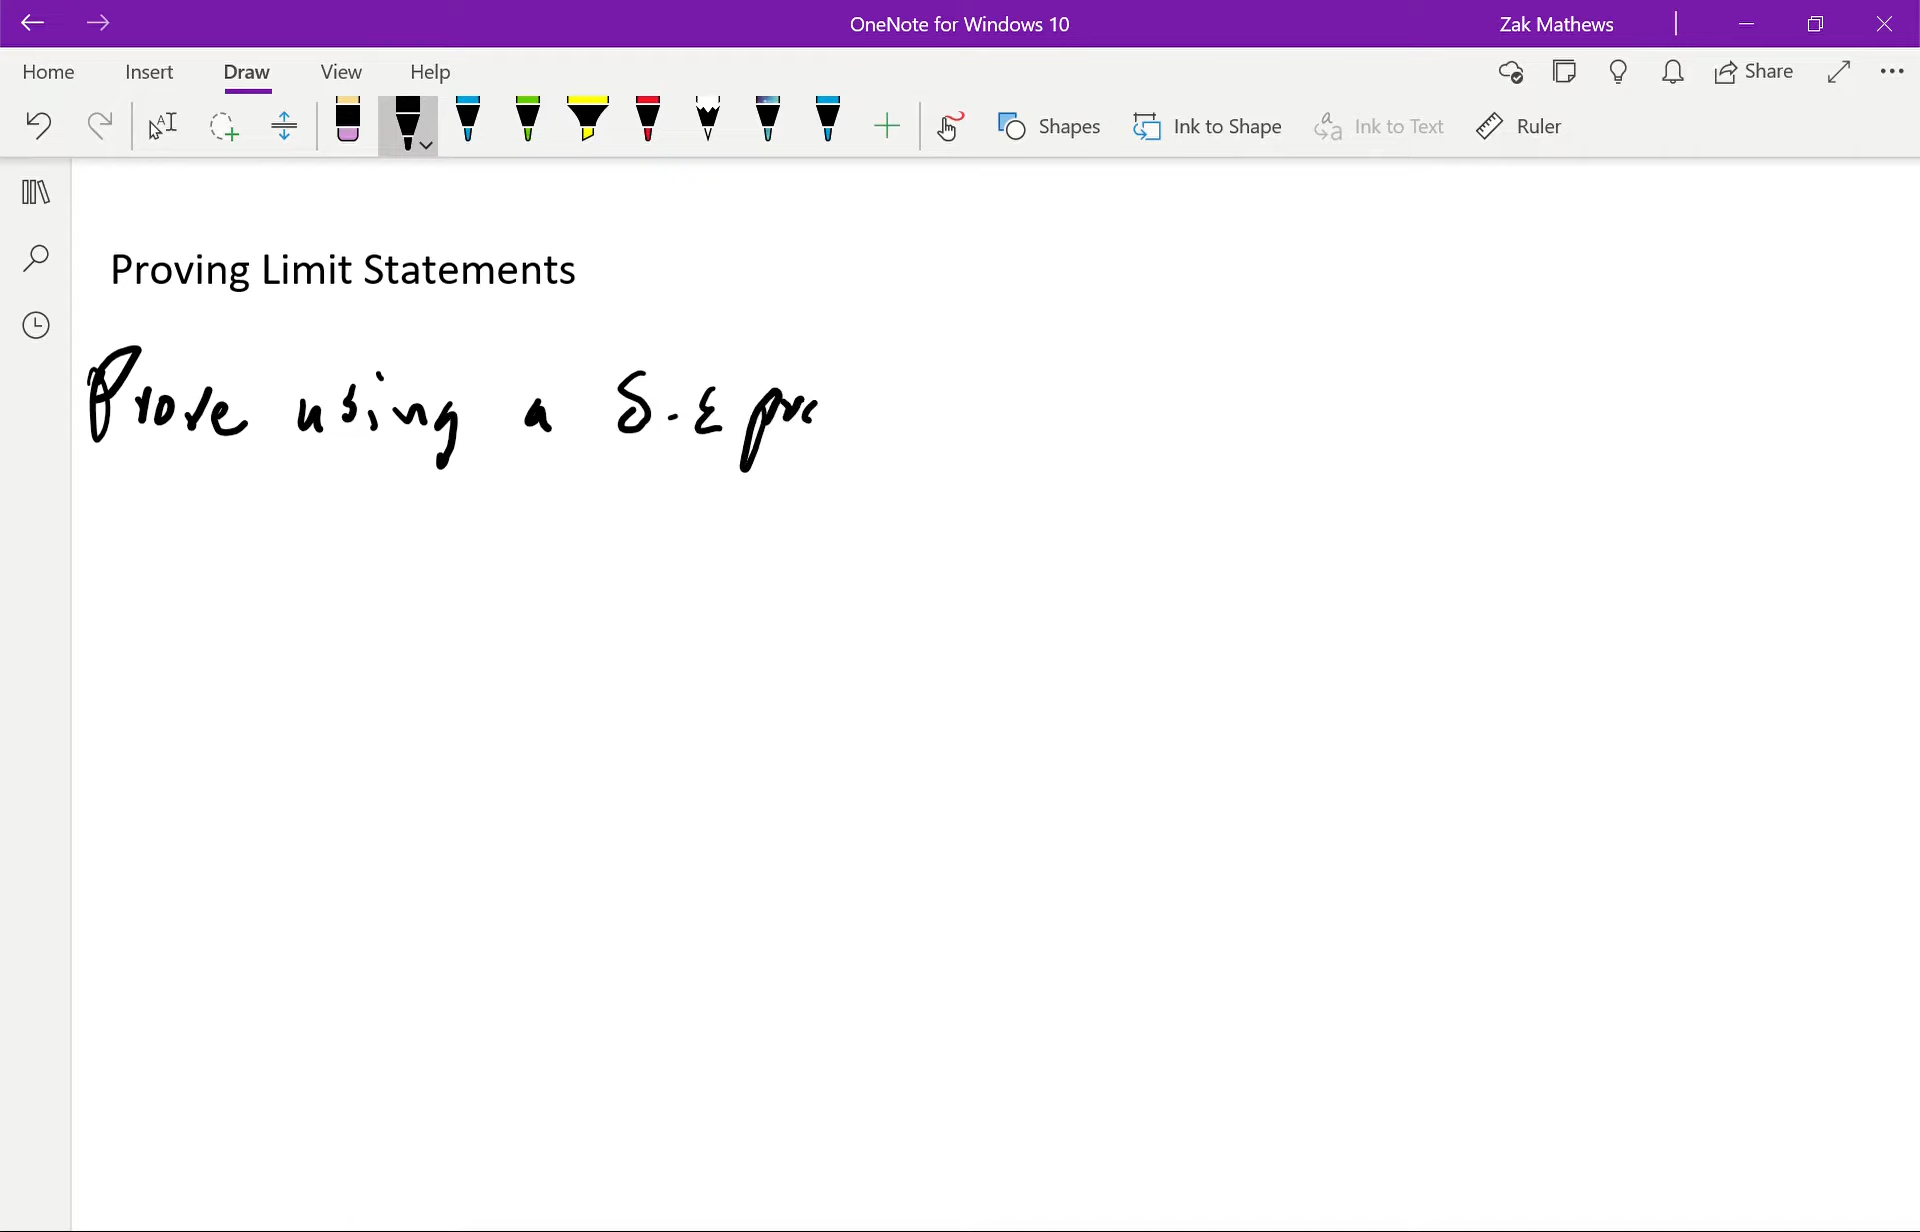 OneNote for Windows 10
Zak Mathews
Home Insert Draw View Help
Share
Shapes Ink to Shape Ink to Text Ruler
Proving Limit Statements
Prove using a δ-ε pro